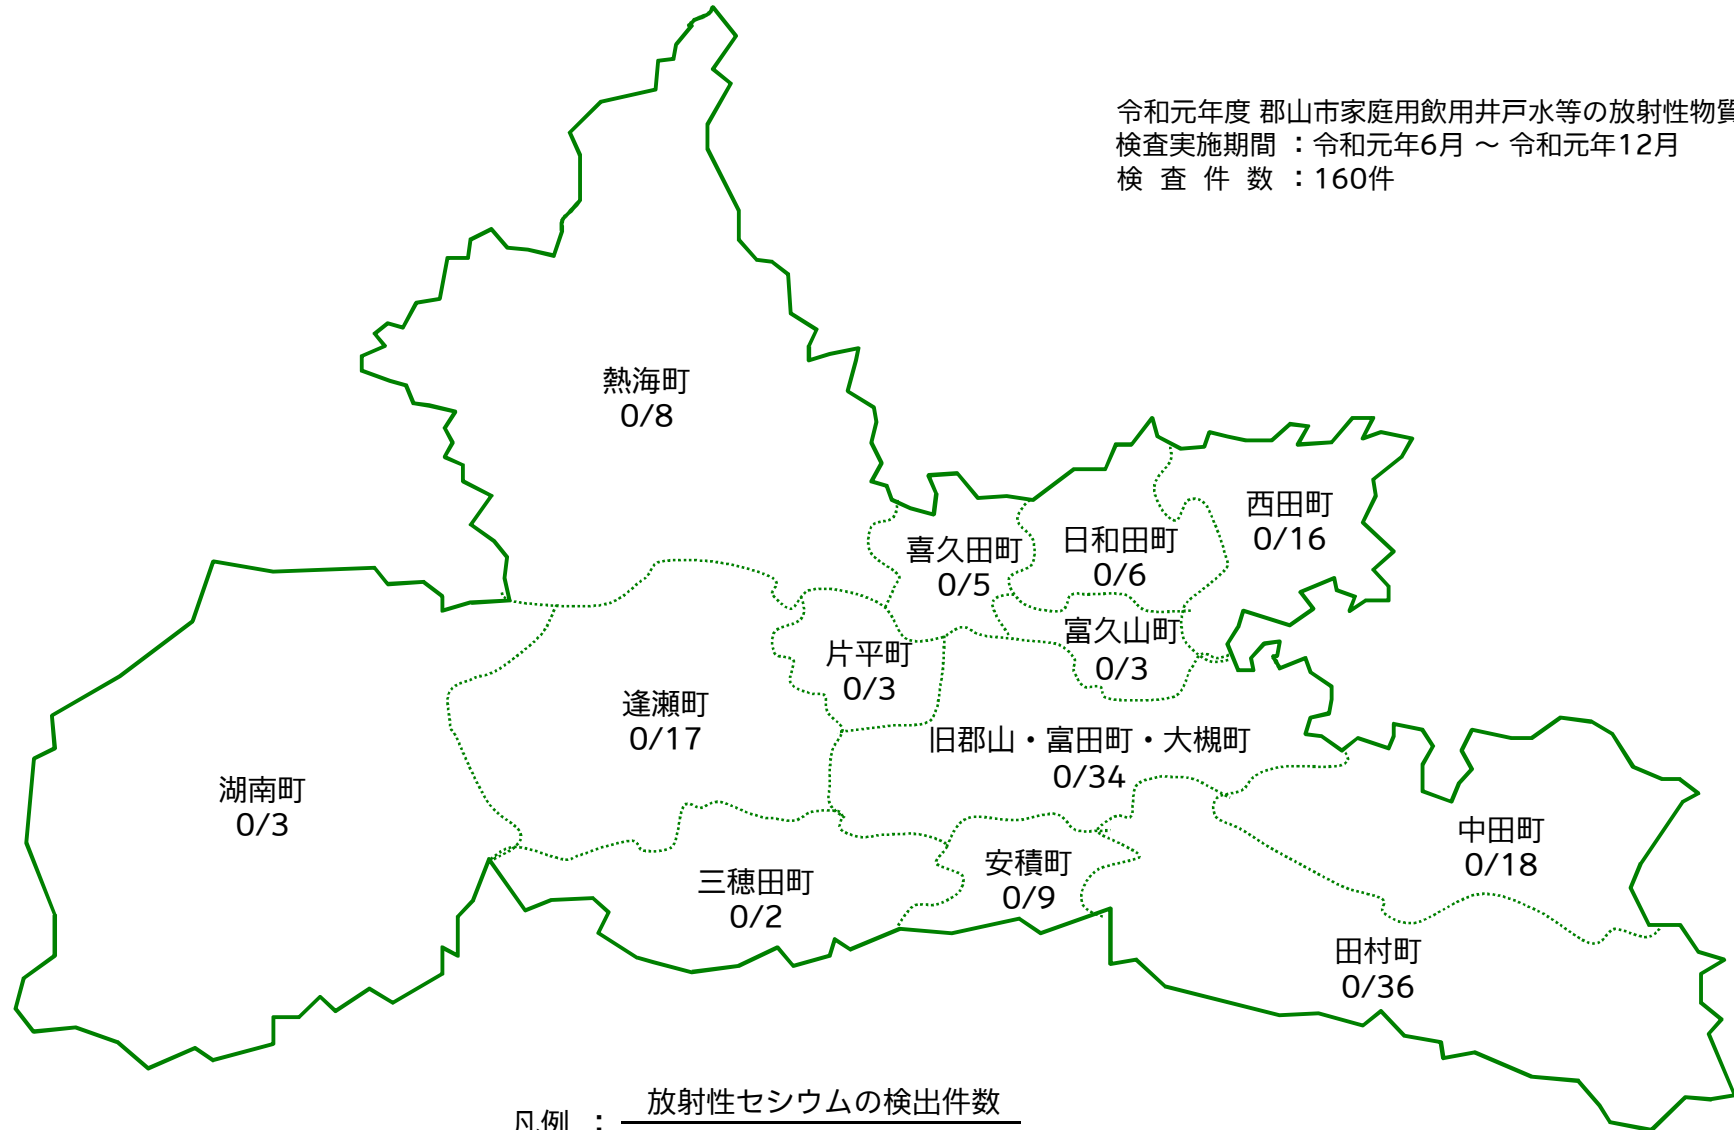 令和元年度 郡山市家庭用飲用井戸水等の放射性物質
検査実施期間 ：令和元年6月 ～ 令和元年12月
検 査 件 数 ：160件
熱海町
0/8
西田町
0/16
日和田町
0/6
喜久田町
0/5
富久山町
0/3
片平町
0/3
逢瀬町
0/17
旧郡山・富田町・大槻町
0/34
湖南町
0/3
中田町
0/18
安積町
0/9
三穂田町
0/2
田村町
0/36
放射性セシウムの検出件数
凡例 ：